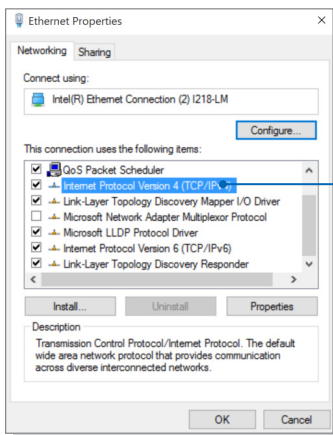 Ethernet Properties
Networking Sharing
Connect using:
Intel(R) Ethernet Connection (2) I218-LM
Configure...
This connection uses the following items:
QoS Packet Scheduler
Internet Protocol Version 4 (TCP/IPv4)
Link-Layer Topology Discovery Mapper I/O Driver
Microsoft Network Adapter Multiplexor Protocol
Microsoft LLDP Protocol Driver
Internet Protocol Version 6 (TCP/IPv6)
Link-Layer Topology Discovery Responder
Install... Uninstall Properties
Description
Transmission Control Protocol/Internet Protocol. The default
wide area network protocol that provides communication
across diverse interconnected networks.
OK Cancel